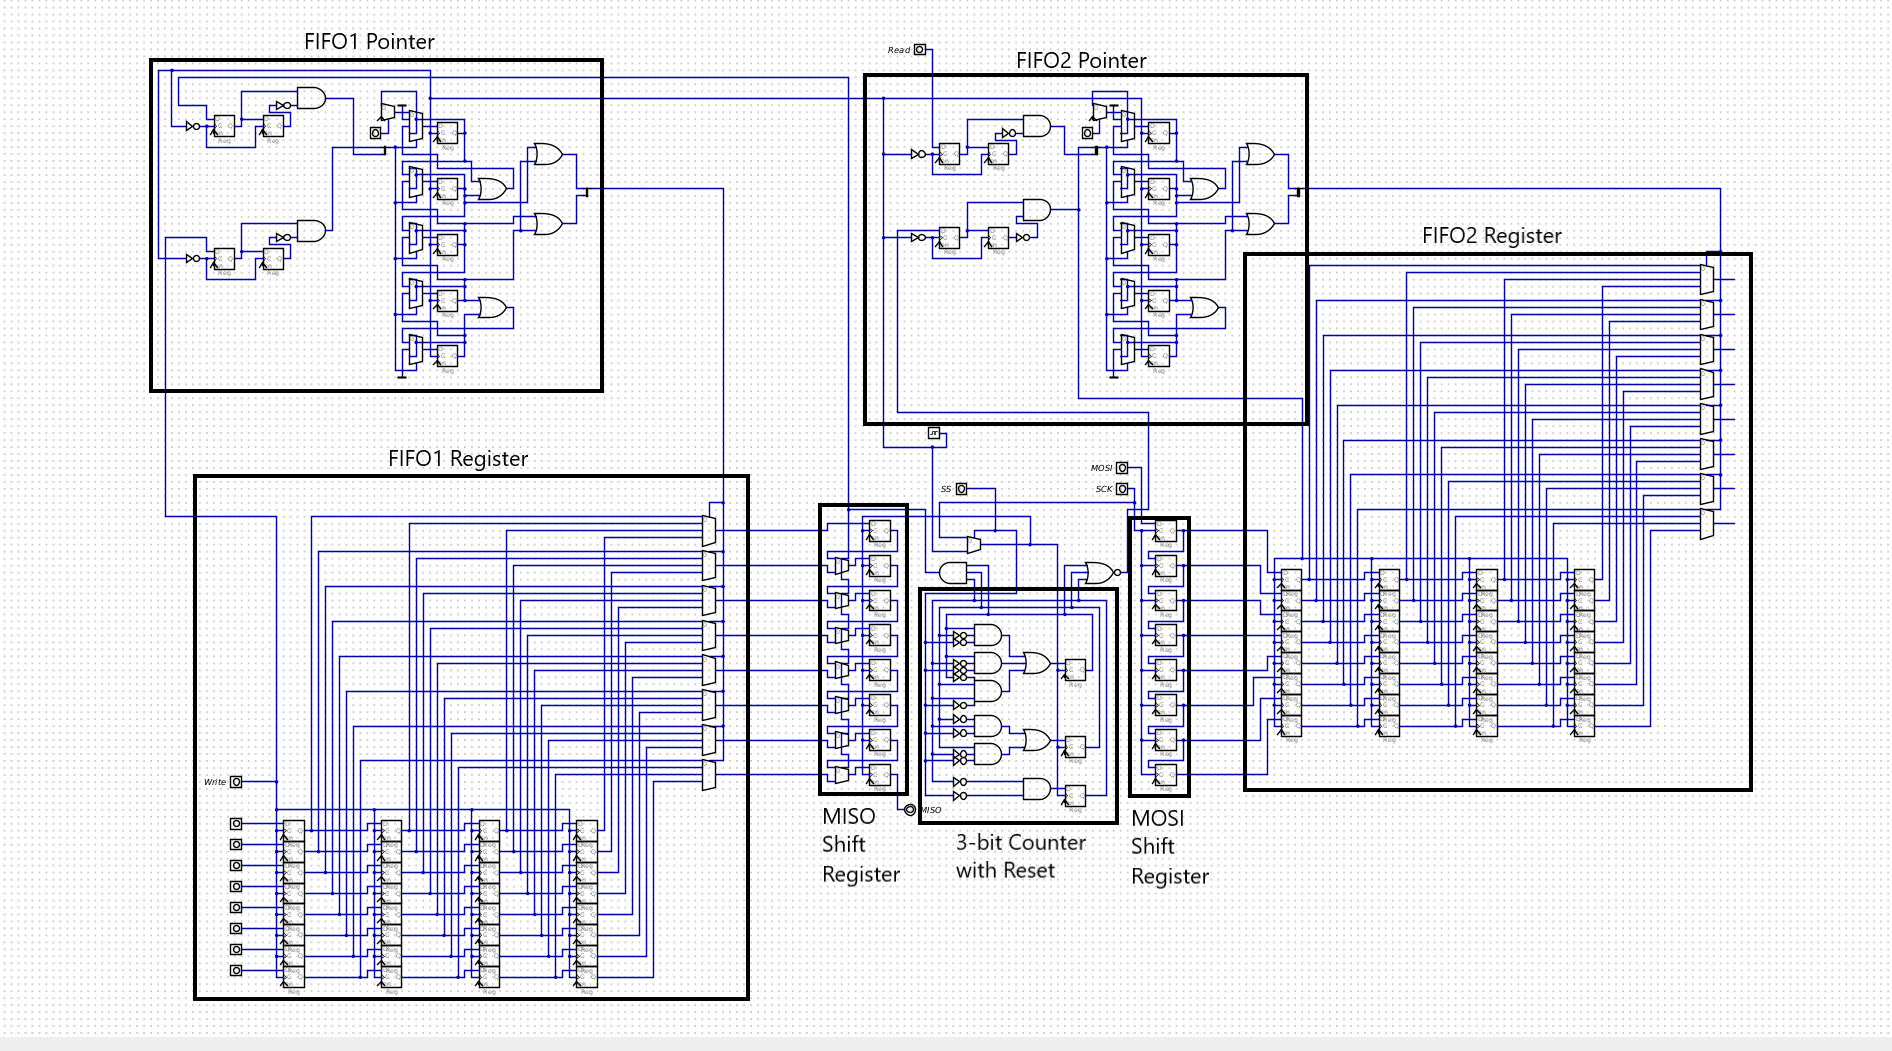 FIFO1 Pointer
Read
FIFO2 Pointer
FIFO2 Register
FIFO1 Register
MOSI
SS
SCK
Write
MISO
MISO
Shift
Register
3-bit Counter
with Reset
MOSI
Shift
Register